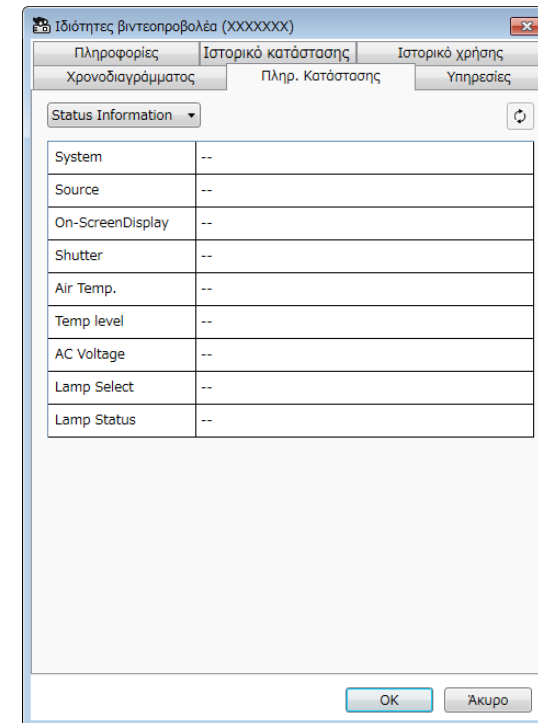 Ιδιότητες βιντεοπροβολέα (XXXXXXX)
Πληροφορίες Ιστορικό κατάστασης Ιστορικό χρήσης
Χρονοδιαγράμματος Πληρ. Κατάστασης Υπηρεσίες
Status Information
System --
Source --
On-ScreenDisplay --
Shutter --
Air Temp. --
Temp level --
AC Voltage --
Lamp Select --
Lamp Status --
OK Άκυρο